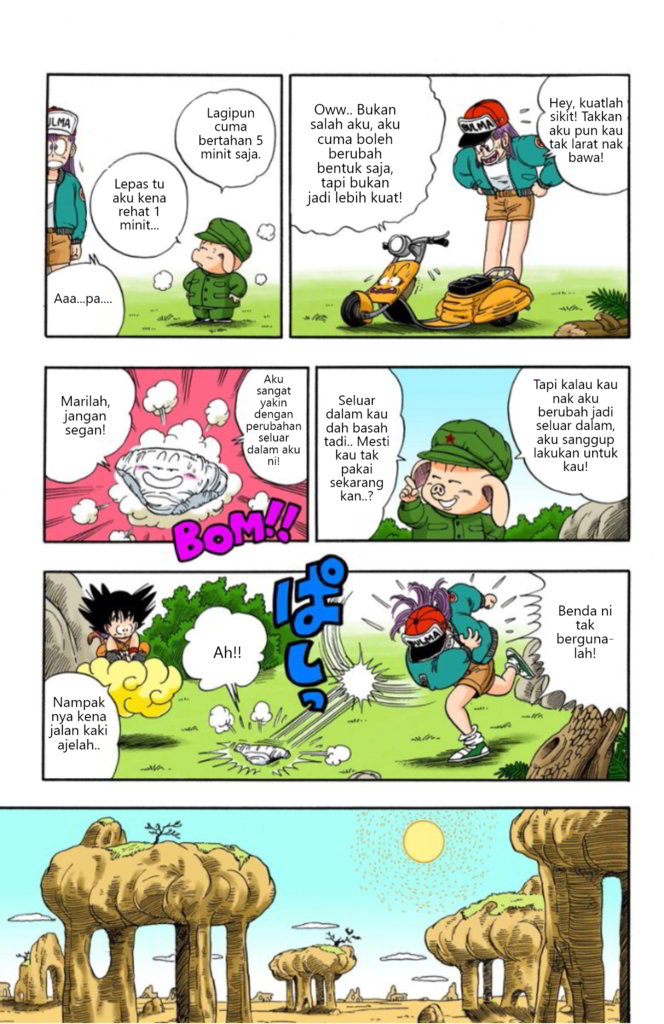 Hey, kuatlah
sikit! Takkan
aku pun kau
tak larat nak
bawa!
BULMA
Oww.. Bukan
salah aku, aku
cuma boleh
berubah
bentuk saja,
tapi bukan
jadi lebih kuat!
Lagipun
cuma
bertahan 5
minit saja.
Lepas tu
aku kena
rehat 1
minit...
ULMA
Aaa...pa....
Tapi kalau kau
nak aku
berubah jadi
seluar dalam,
aku sanggup
lakukan untuk
kau!
Seluar
dalam kau
dah basah
tadi.. Mesti
kau tak
pakai
sekarang
kan..?
Aku
sangat
yakin
dengan
perubahan
seluar
dalam aku
ni!
Marilah,
jangan
segan!
BOM!!
Benda ni
tak
berguna-
lah!
BULMA
ぱしっ
Ah!!
Nampak
nya kena
jalan kaki
ajelah..